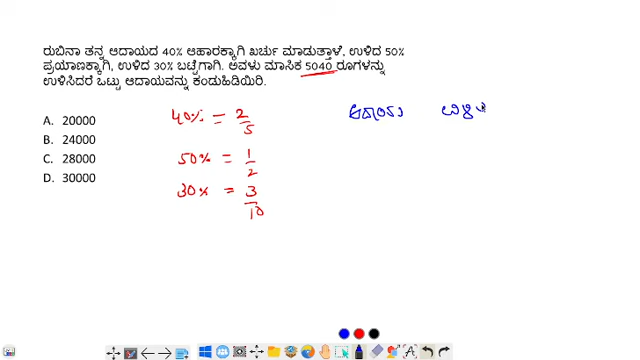 ರುಬಿನಾ ತನ್ನ ಆದಾಯದ 40% ಆಹಾರಕ್ಕಾಗಿ ಖರ್ಚು ಮಾಡುತ್ತಾಳೆ, ಉಳಿದ 50%
ಪ್ರಯಾಣಕ್ಕಾಗಿ, ಉಳಿದ 30% ಬಟ್ಟೆಗಾಗಿ. ಅವಳು ಮಾಸಿಕ 5040 ರೂಗಳನ್ನು
ಉಳಿಸಿದರೆ ಒಟ್ಟು ಆದಾಯವನ್ನು ಕಂಡುಹಿಡಿಯಿರಿ.
A. 20000
B. 24000
C. 28000
D. 30000
40% = 2/5
50% = 1/2
30% = 3/10
ಆದಾಯ